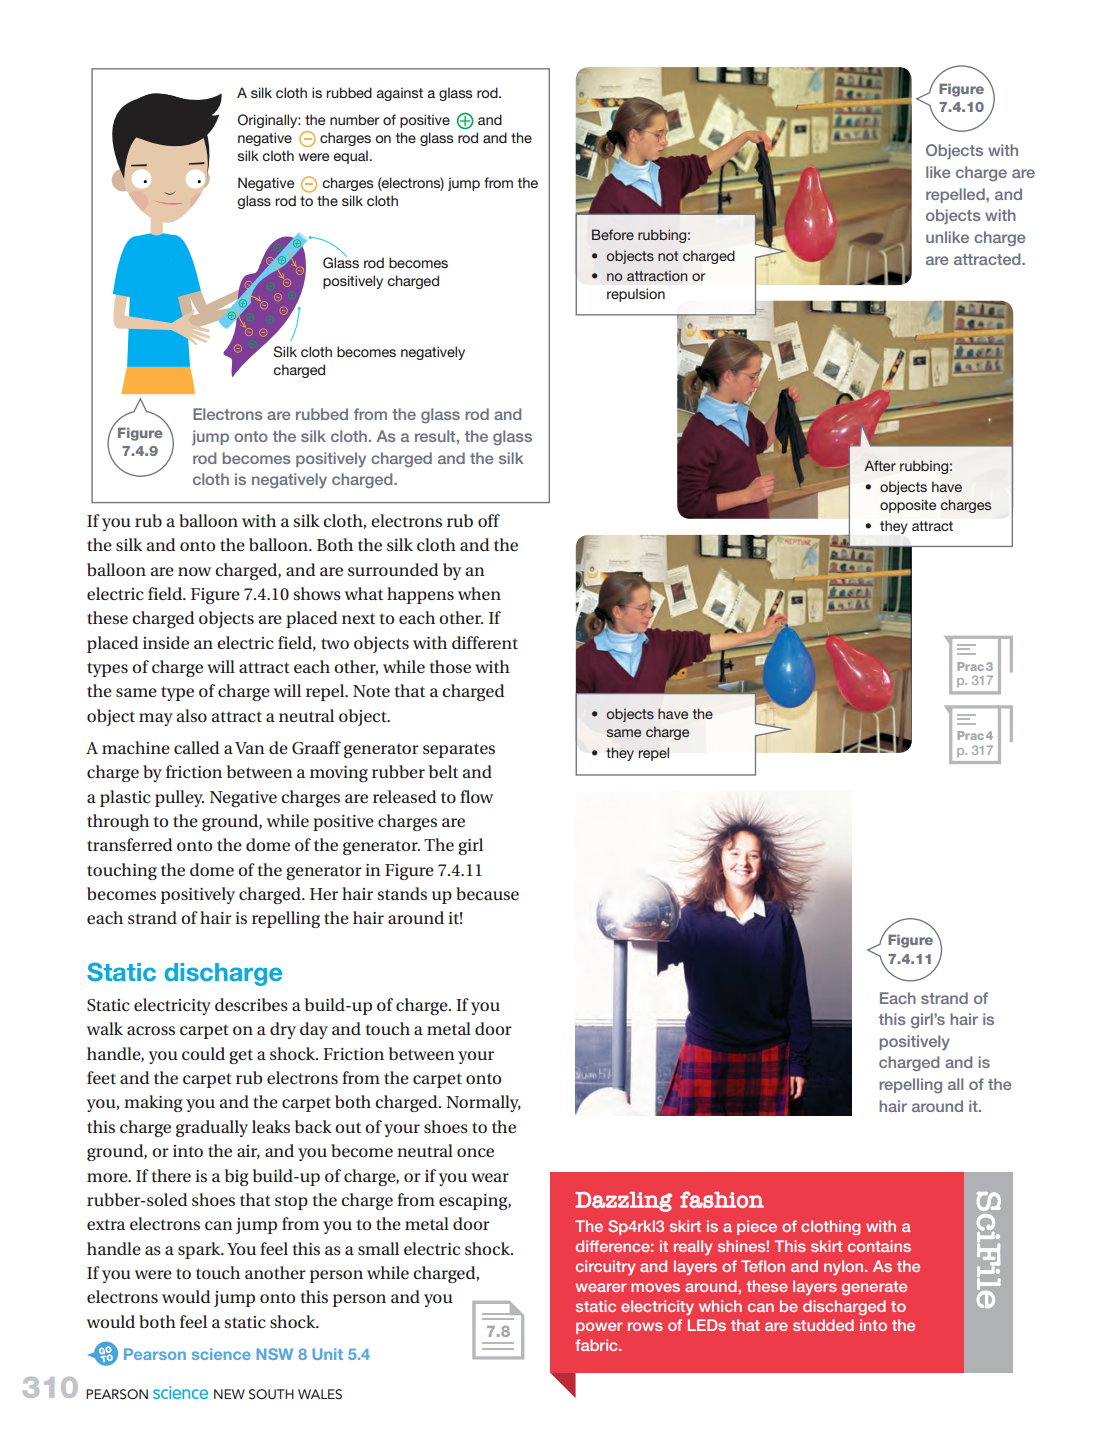 A silk cloth is rubbed against a glass rod.
Originally: the number of positive ⊕ and
negative ⊖ charges on the glass rod and the
silk cloth were equal.
Negative ⊖ charges (electrons) jump from the
glass rod to the silk cloth
Glass rod becomes
positively charged
Silk cloth becomes negatively
charged
Figure
7.4.9
Electrons are rubbed from the glass rod and
jump onto the silk cloth. As a result, the glass
rod becomes positively charged and the silk
cloth is negatively charged.
If you rub a balloon with a silk cloth, electrons rub off
the silk and onto the balloon. Both the silk cloth and the
balloon are now charged, and are surrounded by an
electric field. Figure 7.4.10 shows what happens when
these charged objects are placed next to each other. If
placed inside an electric field, two objects with different
types of charge will attract each other, while those with
the same type of charge will repel. Note that a charged
object may also attract a neutral object.
A machine called a Van de Graaff generator separates
charge by friction between a moving rubber belt and
a plastic pulley. Negative charges are released to flow
through to the ground, while positive charges are
transferred onto the dome of the generator. The girl
touching the dome of the generator in Figure 7.4.11
becomes positively charged. Her hair stands up because
each strand of hair is repelling the hair around it!
Static discharge
Static electricity describes a build-up of charge. If you
walk across carpet on a dry day and touch a metal door
handle, you could get a shock. Friction between your
feet and the carpet rub electrons from the carpet onto
you, making you and the carpet both charged. Normally,
this charge gradually leaks back out of your shoes to the
ground, or into the air, and you become neutral once
more. If there is a big build-up of charge, or if you wear
rubber-soled shoes that stop the charge from escaping,
extra electrons can jump from you to the metal door
handle as a spark. You feel this as a small electric shock.
If you were to touch another person while charged,
electrons would jump onto this person and you
would both feel a static shock.
7.8
GO TO
Pearson science NSW 8 Unit 5.4
Figure
7.4.10
Objects with
like charge are
repelled, and
objects with
unlike charge
are attracted.
Before rubbing:
• objects not charged
• no attraction or
repulsion
After rubbing:
• objects have
opposite charges
• they attract
NEPTUNE
• objects have the
same charge
• they repel
Prac 3
p. 317
Prac 4
p. 317
Figure
7.4.11
Each strand of
this girl's hair is
positively
charged and is
repelling all of the
hair around it.
Dazzling fashion
The Sp4rkl3 skirt is a piece of clothing with a
difference: it really shines! This skirt contains
circuitry and layers of Teflon and nylon. As the
wearer moves around, these layers generate
static electricity which can be discharged to
power rows of LEDs that are studded into the
fabric.
SciFile
310 PEARSON science NEW SOUTH WALES